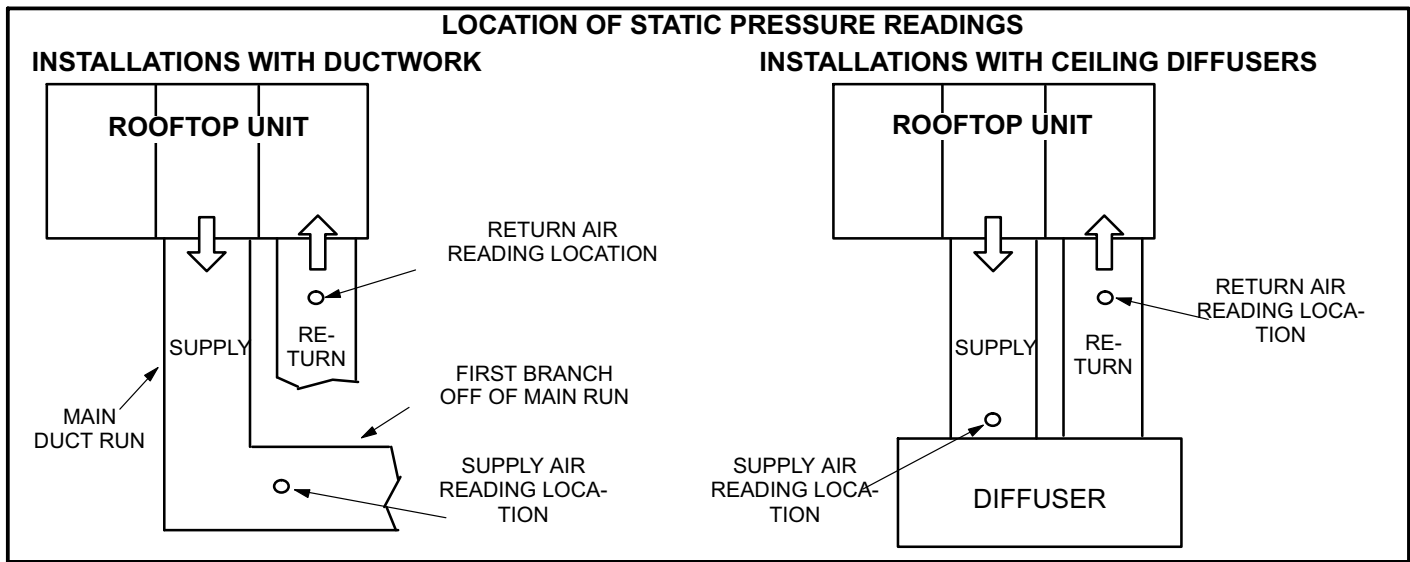 LOCATION OF STATIC PRESSURE READINGS
INSTALLATIONS WITH DUCTWORK
ROOFTOP UNIT
RETURN AIR
READING LOCATION
SUPPLY
RE-
TURN
FIRST BRANCH
OFF OF MAIN RUN
MAIN
DUCT RUN
SUPPLY AIR
READING LOCA-
TION
INSTALLATIONS WITH CEILING DIFFUSERS
ROOFTOP UNIT
RETURN AIR
READING LOCA-
TION
SUPPLY
RE-
TURN
SUPPLY AIR
READING LOCA-
TION
DIFFUSER